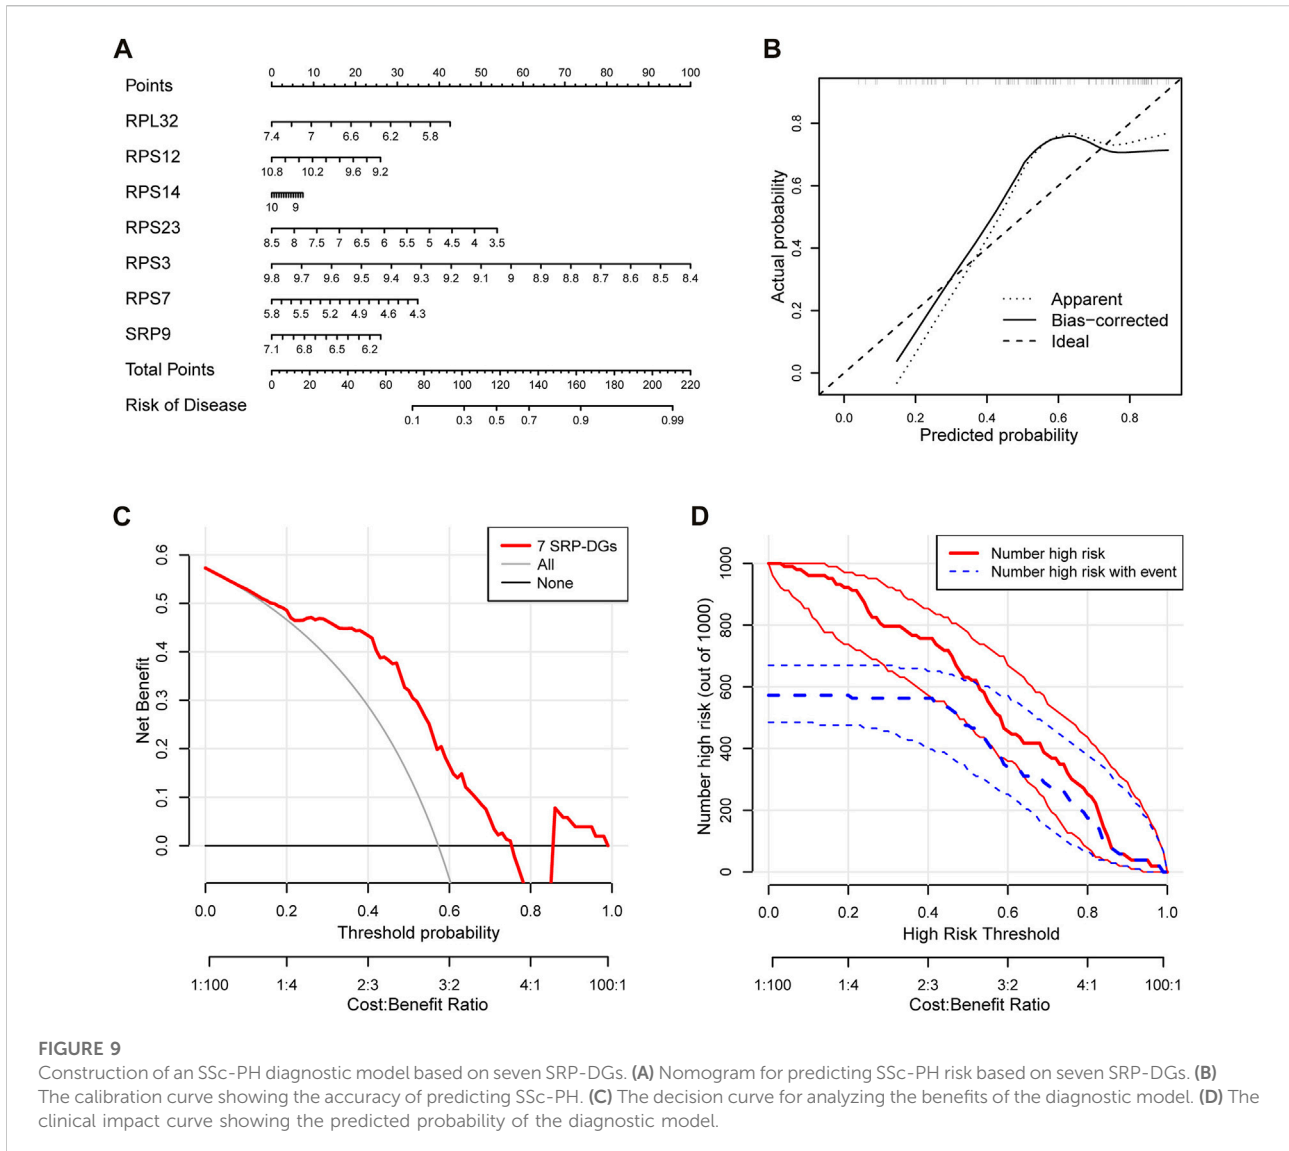 A
Points
0 10 20 30 40 50 60 70 80 90 100
RPL32
7.4 7 6.6 6.2 5.8
RPS12
10.8 10.2 9.6 9.2
RPS14
10 9
RPS23
8.5 8 7.5 7 6.5 6 5.5 5 4.5 4 3.5
RPS3
9.8 9.7 9.6 9.5 9.4 9.3 9.2 9.1 9 8.9 8.8 8.7 8.6 8.5 8.4
RPS7
5.8 5.5 5.2 4.9 4.6 4.3
SRP9
7.1 6.8 6.5 6.2
Total Points
0 20 40 60 80 100 120 140 160 180 200 220
Risk of Disease
0.1 0.3 0.5 0.7 0.9 0.99
B
Actual probability
0.8
0.6
0.4
0.2
0.0
Apparent
Bias-corrected
Ideal
0.0 0.2 0.4 0.6 0.8
Predicted probability
C
Net Benefit
0.6
0.5
0.4
0.3
0.2
0.1
0.0
7 SRP-DGs
All
None
0.0 0.2 0.4 0.6 0.8 1.0
Threshold probability
1:100 1:4 2:3 3:2 4:1 100:1
Cost:Benefit Ratio
D
Number high risk (out of 1000)
1000
800
600
400
200
0
Number high risk
Number high risk with event
0.0 0.2 0.4 0.6 0.8 1.0
High Risk Threshold
1:100 1:4 2:3 3:2 4:1 100:1
Cost:Benefit Ratio
FIGURE 9
Construction of an SSc-PH diagnostic model based on seven SRP-DGs. (A) Nomogram for predicting SSc-PH risk based on seven SRP-DGs. (B)
The calibration curve showing the accuracy of predicting SSc-PH. (C) The decision curve for analyzing the benefits of the diagnostic model. (D) The
clinical impact curve showing the predicted probability of the diagnostic model.